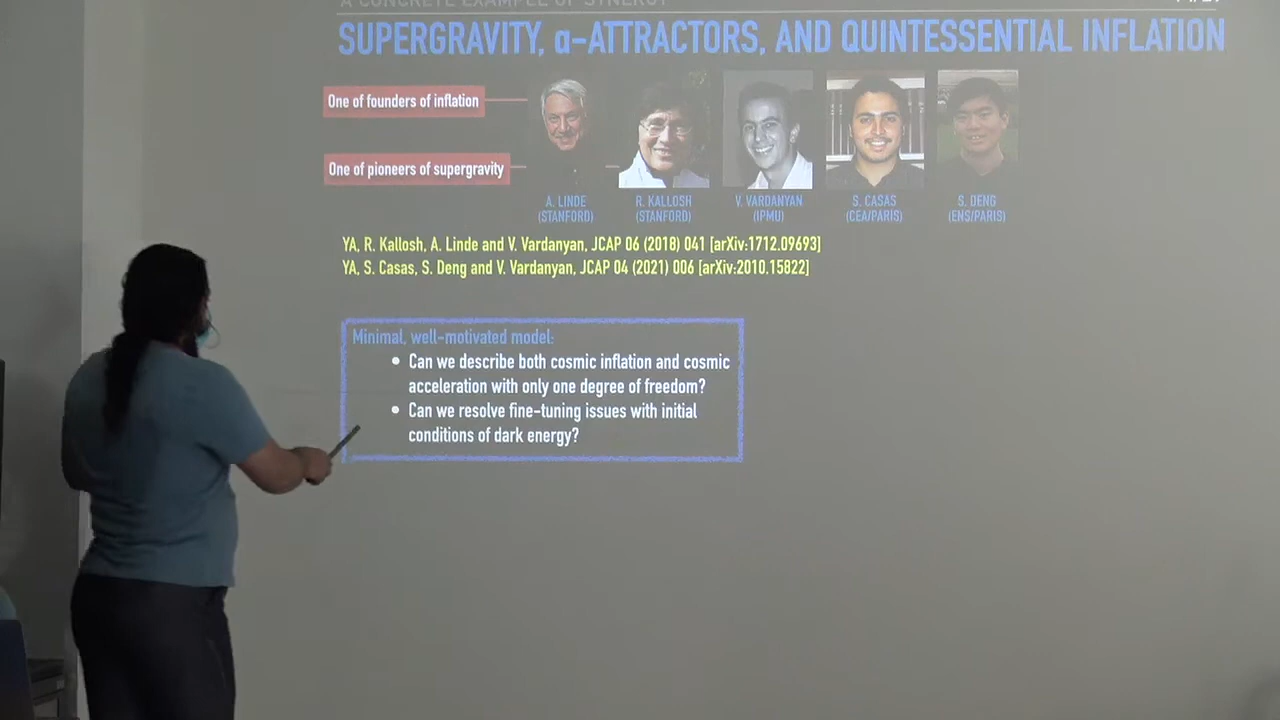 A CONCRETE EXAMPLE OF SYNERGY
SUPERGRAVITY, α-ATTRACTORS, AND QUINTESSENTIAL INFLATION
One of founders of inflation
One of pioneers of supergravity
A. LINDE
(STANFORD)
R. KALLOSH
(STANFORD)
V. VARDANYAN
(IPMU)
S. CASAS
(CEA/PARIS)
S. DENG
(ENS/PARIS)
YA, R. Kallosh, A. Linde and V. Vardanyan, JCAP 06 (2018) 041 [arXiv:1712.09693]
YA, S. Casas, S. Deng and V. Vardanyan, JCAP 04 (2021) 006 [arXiv:2010.15822]
Minimal, well-motivated model:
• Can we describe both cosmic inflation and cosmic
acceleration with only one degree of freedom?
• Can we resolve fine-tuning issues with initial
conditions of dark energy?